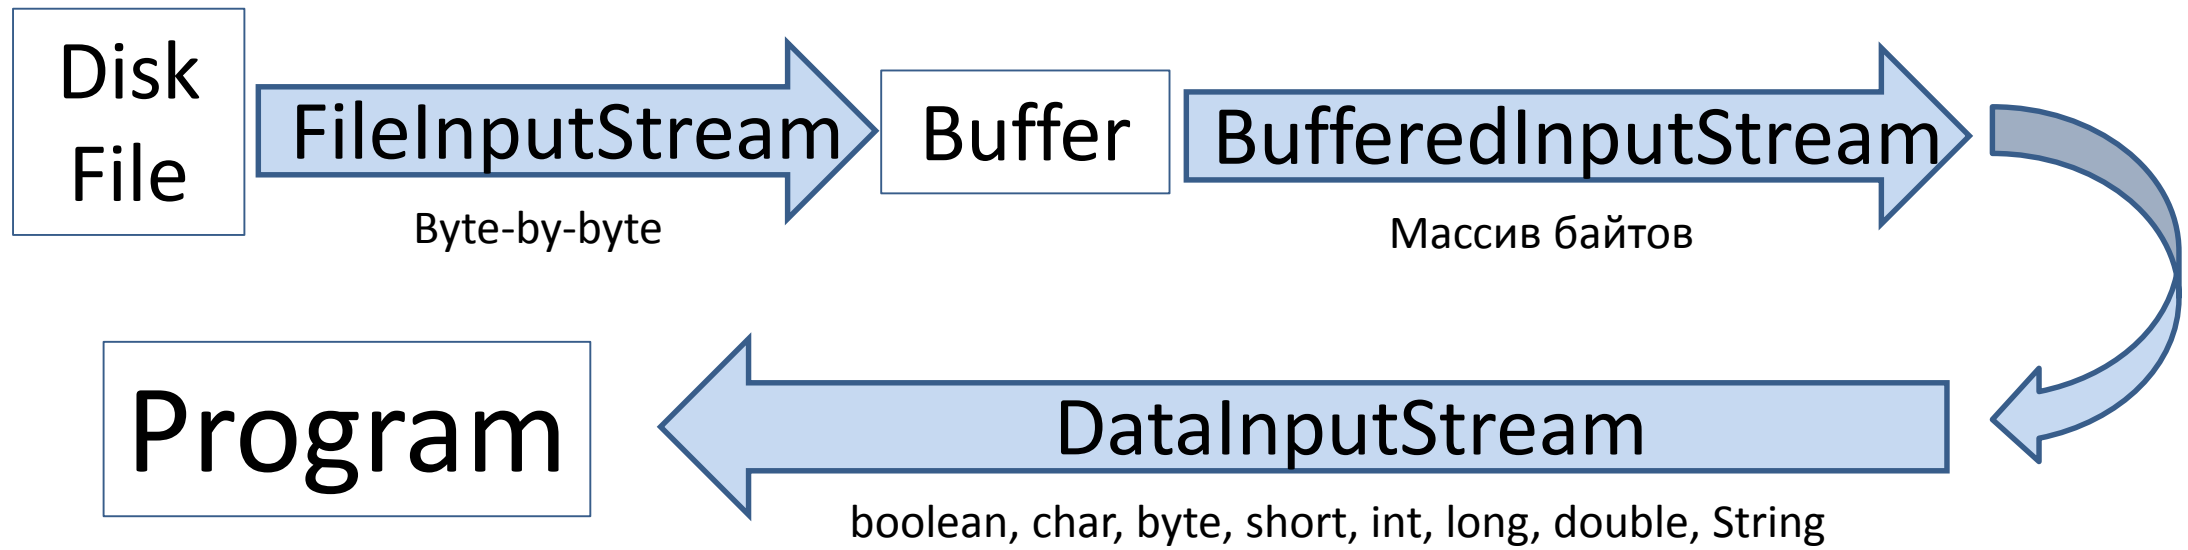 Disk
File
FileInputStream
Buffer
BufferedInputStream
Byte-by-byte
Массив байтов
Program
DataInputStream
boolean, char, byte, short, int, long, double, String